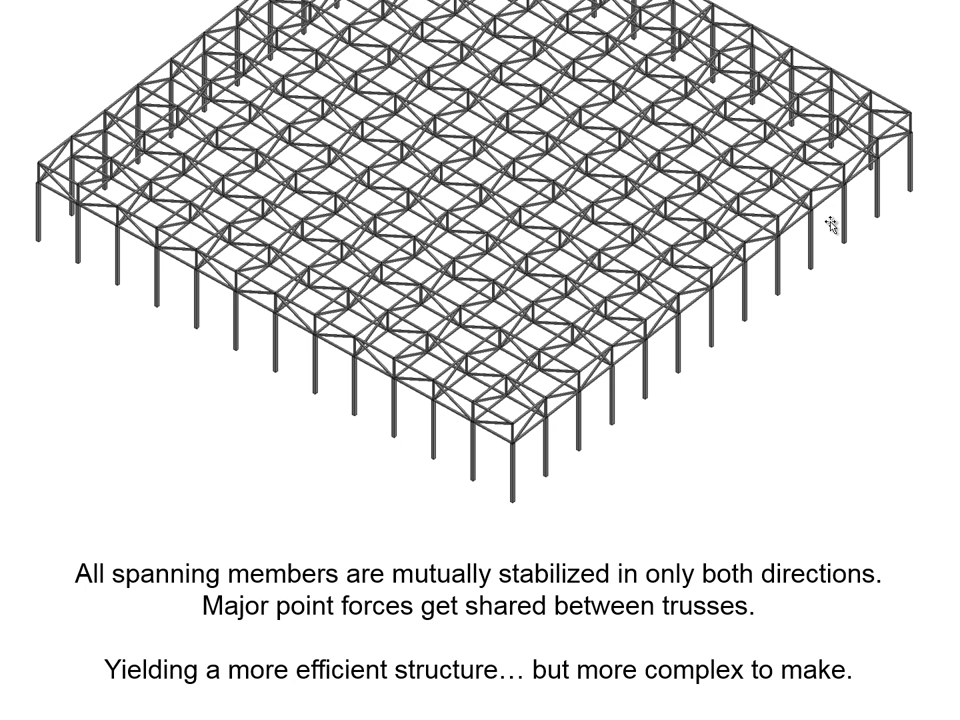 All spanning members are mutually stabilized in only both directions.
Major point forces get shared between trusses.
Yielding a more efficient structure… but more complex to make.